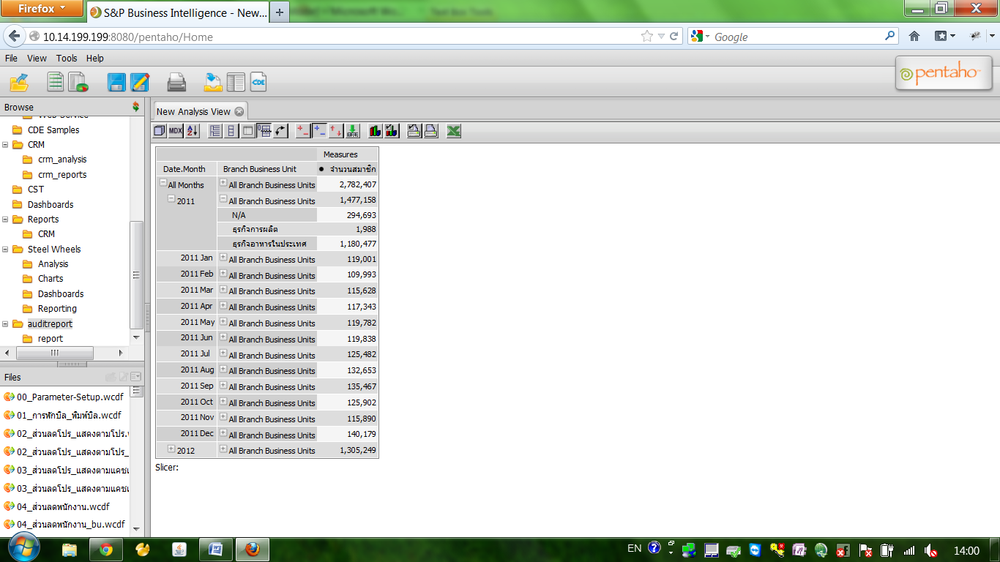 Firefox
S&P Business Intelligence - New...
10.14.199.199:8080/pentaho/Home
Google
File View Tools Help
pentaho
Browse
CDE Samples
CRM
crm_analysis
crm_reports
CST
Dashboards
Reports
CRM
Steel Wheels
Analysis
Charts
Dashboards
Reporting
auditreport
report
Files
00_Parameter-Setup.wcdf
01_การพักบิล_พิมพ์บิล.wcdf
02_ส่วนลดโปร_แสดงตามโปร.
02_ส่วนลดโปร_แสดงตามโปร_
03_ส่วนลดโปร_แสดงตามแคช
03_ส่วนลดโปร_แสดงตามแคช
04_ส่วนลดพนักงาน.wcdf
04_ส่วนลดพนักงาน_bu.wcdf
New Analysis View
MDX
CDE
Measures
Date.Month Branch Business Unit จำนวนสมาชิก
All Months All Branch Business Units 2,782,407
2011 All Branch Business Units 1,477,158
N/A 294,693
ธุรกิจการผลิต 1,988
ธุรกิจอาหารในประเทศ 1,180,477
2011 Jan All Branch Business Units 119,001
2011 Feb All Branch Business Units 109,993
2011 Mar All Branch Business Units 115,628
2011 Apr All Branch Business Units 117,343
2011 May All Branch Business Units 119,782
2011 Jun All Branch Business Units 119,838
2011 Jul All Branch Business Units 125,482
2011 Aug All Branch Business Units 132,653
2011 Sep All Branch Business Units 135,467
2011 Oct All Branch Business Units 125,902
2011 Nov All Branch Business Units 115,890
2011 Dec All Branch Business Units 140,179
2012 All Branch Business Units 1,305,249
Slicer:
EN
14:00